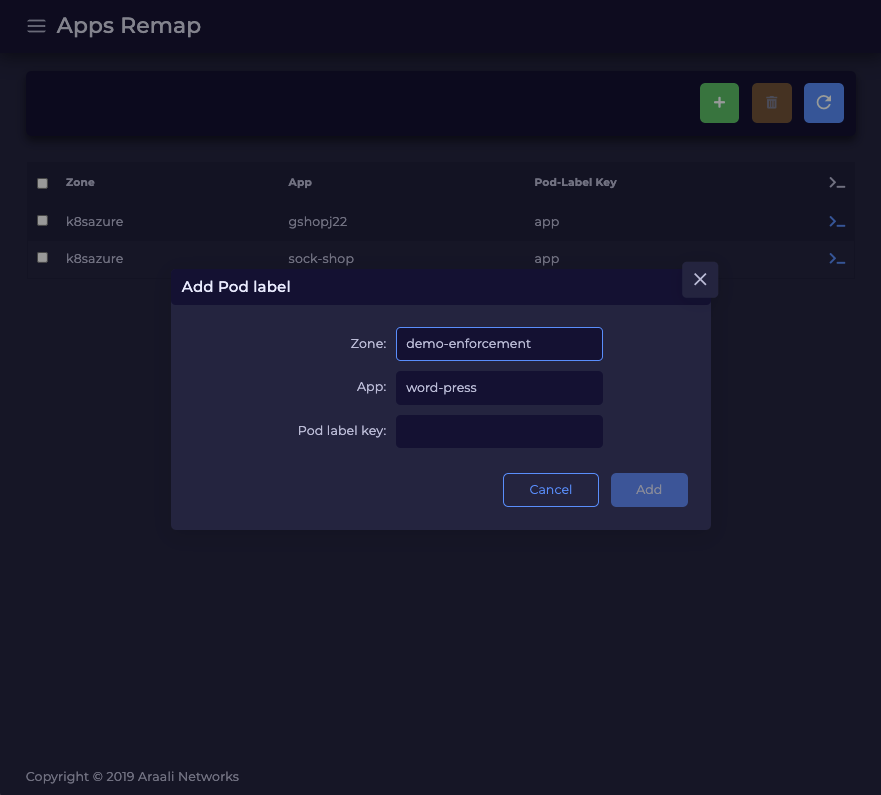 Apps Remap
Zone App Pod-Label Key
k8sazure gshopj22 app
k8sazure sock-shop app
Add Pod label
Zone: demo-enforcement
App: word-press
Pod label key:
Cancel Add
Copyright © 2019 Araali Networks